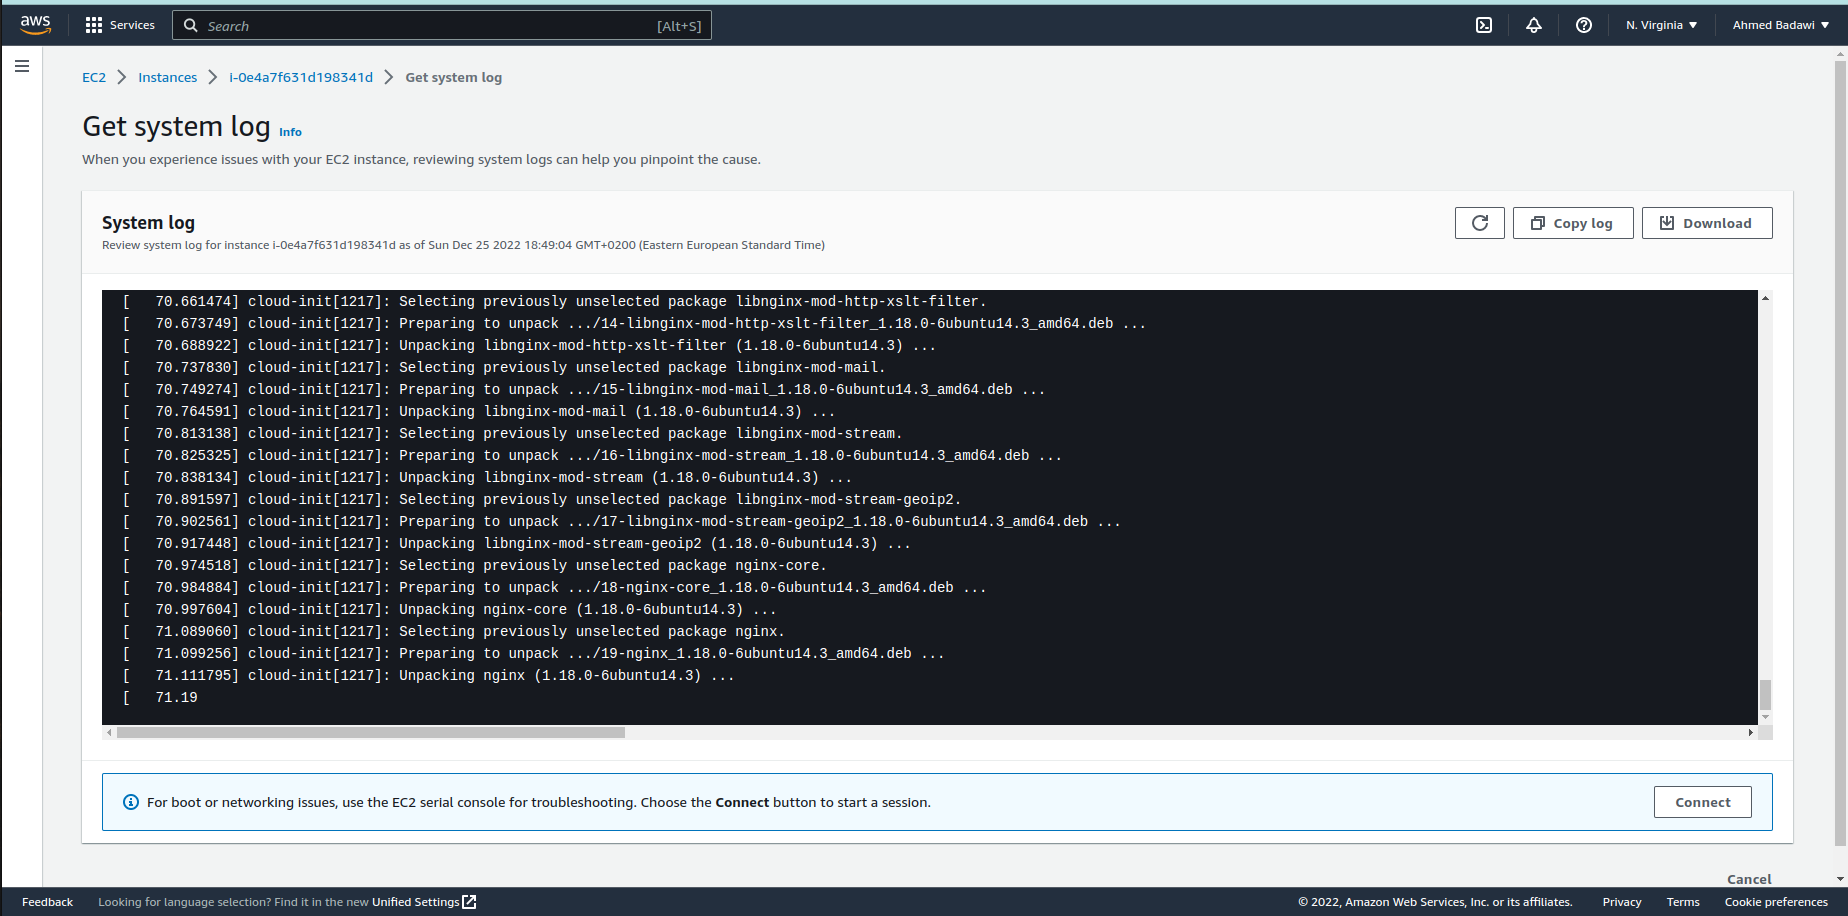 aws Services Search [Alt+S] N. Virginia Ahmed Badawi
EC2 Instances i-0e4a7f631d198341d Get system log
Get system log Info
When you experience issues with your EC2 instance, reviewing system logs can help you pinpoint the cause.
System log
Copy log
Download
Review system log for instance i-0e4a7f631d198341d as of Sun Dec 25 2022 18:49:04 GMT+0200 (Eastern European Standard Time)
[   70.661474] cloud-init[1217]: Selecting previously unselected package libnginx-mod-http-xslt-filter.
[   70.673749] cloud-init[1217]: Preparing to unpack .../14-libnginx-mod-http-xslt-filter_1.18.0-6ubuntu14.3_amd64.deb ...
[   70.688922] cloud-init[1217]: Unpacking libnginx-mod-http-xslt-filter (1.18.0-6ubuntu14.3) ...
[   70.737830] cloud-init[1217]: Selecting previously unselected package libnginx-mod-mail.
[   70.749274] cloud-init[1217]: Preparing to unpack .../15-libnginx-mod-mail_1.18.0-6ubuntu14.3_amd64.deb ...
[   70.764591] cloud-init[1217]: Unpacking libnginx-mod-mail (1.18.0-6ubuntu14.3) ...
[   70.813138] cloud-init[1217]: Selecting previously unselected package libnginx-mod-stream.
[   70.825325] cloud-init[1217]: Preparing to unpack .../16-libnginx-mod-stream_1.18.0-6ubuntu14.3_amd64.deb ...
[   70.838134] cloud-init[1217]: Unpacking libnginx-mod-stream (1.18.0-6ubuntu14.3) ...
[   70.891597] cloud-init[1217]: Selecting previously unselected package libnginx-mod-stream-geoip2.
[   70.902561] cloud-init[1217]: Preparing to unpack .../17-libnginx-mod-stream-geoip2_1.18.0-6ubuntu14.3_amd64.deb ...
[   70.917448] cloud-init[1217]: Unpacking libnginx-mod-stream-geoip2 (1.18.0-6ubuntu14.3) ...
[   70.974518] cloud-init[1217]: Selecting previously unselected package nginx-core.
[   70.984884] cloud-init[1217]: Preparing to unpack .../18-nginx-core_1.18.0-6ubuntu14.3_amd64.deb ...
[   70.997604] cloud-init[1217]: Unpacking nginx-core (1.18.0-6ubuntu14.3) ...
[   71.089060] cloud-init[1217]: Selecting previously unselected package nginx.
[   71.099256] cloud-init[1217]: Preparing to unpack .../19-nginx_1.18.0-6ubuntu14.3_amd64.deb ...
[   71.111795] cloud-init[1217]: Unpacking nginx (1.18.0-6ubuntu14.3) ...
[   71.19
For boot or networking issues, use the EC2 serial console for troubleshooting. Choose the Connect button to start a session.
Connect
Cancel
Feedback Looking for language selection? Find it in the new Unified Settings © 2022, Amazon Web Services, Inc. or its affiliates. Privacy Terms Cookie preferences